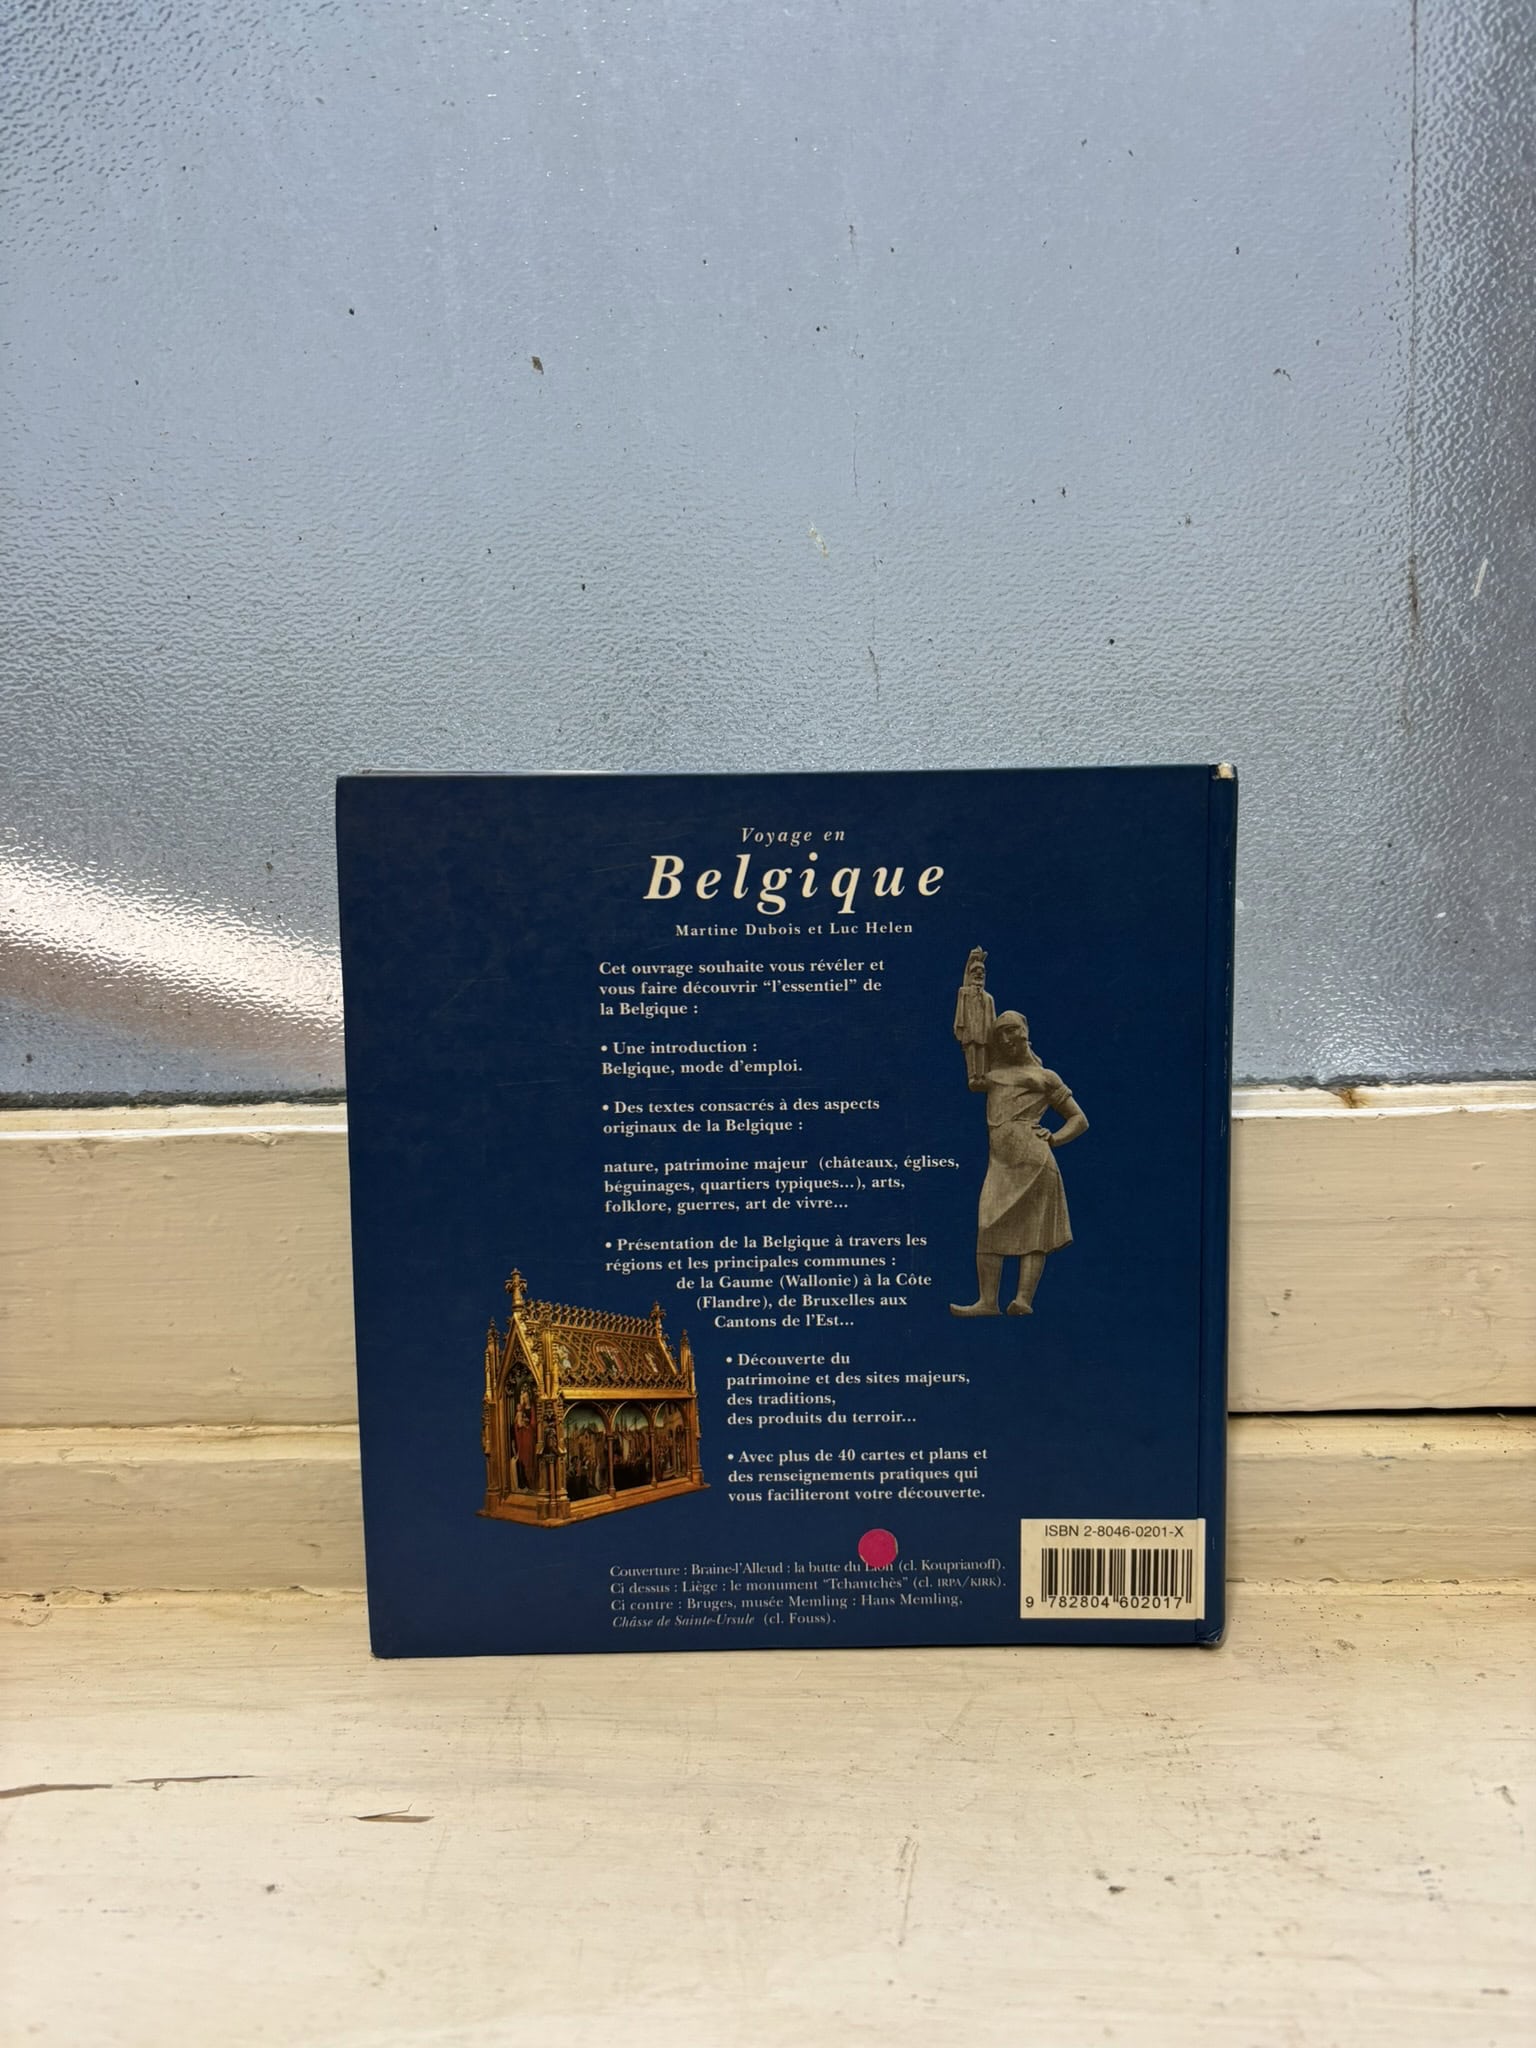 Voyage en
Belgique
Martine Dubois et Luc Helen
Cet ouvrage souhaite vous révéler et
vous faire découvrir “l’essentiel” de
la Belgique :
• Une introduction :
Belgique, mode d’emploi.
• Des textes consacrés à des aspects
originaux de la Belgique :
nature, patrimoine majeur (châteaux, églises,
béguinages, quartiers typiques...), arts,
folklore, guerres, art de vivre...
• Présentation de la Belgique à travers les
régions et les principales communes :
de la Gaume (Wallonie) à la Côte
(Flandre), de Bruxelles aux
Cantons de l’Est...
• Découverte du
patrimoine et des sites majeurs,
des traditions,
des produits du terroir...
• Avec plus de 40 cartes et plans et
des renseignements pratiques qui
vous faciliteront votre découverte.
Couverture : Braine-l’Alleud : la butte du Lion (cl. Kouprianoff).
Ci dessus : Liège : le monument “Tchantchès” (cl. IRPA/KIRK).
Ci contre : Bruges, musée Memling : Hans Memling,
Châsse de Sainte-Ursule (cl. Fouss).
ISBN 2-8046-0201-X
9 782804 602017